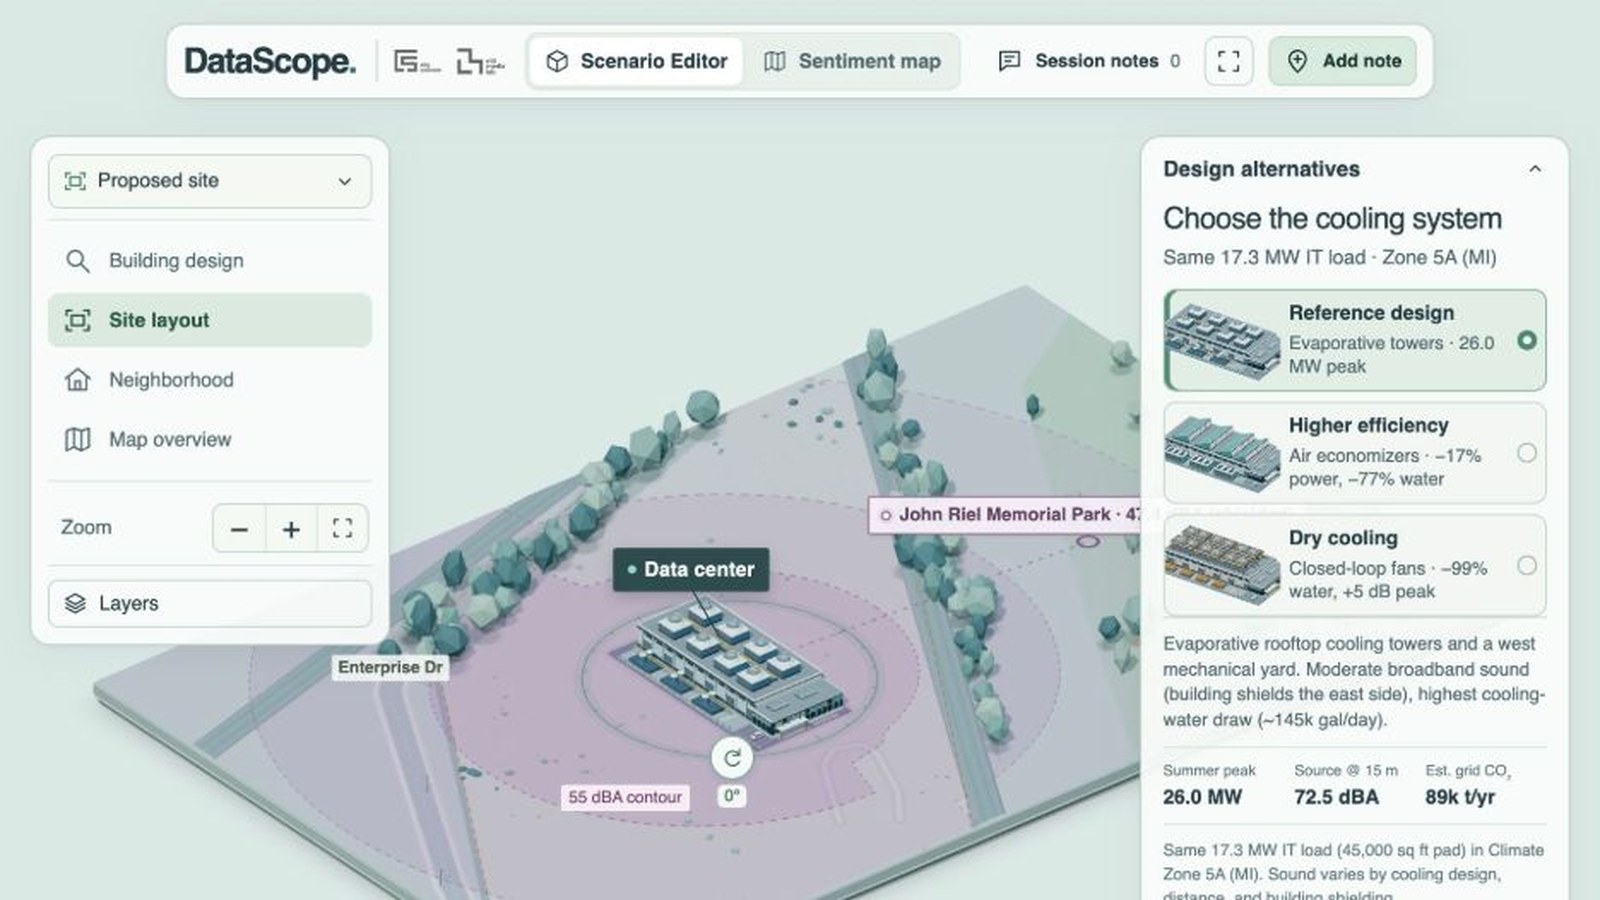 DataScope.
Scenario Editor
Sentiment map
Session notes 0
Add note
Proposed site
Building design
Site layout
Neighborhood
Map overview
Zoom
Layers
Enterprise Dr
Data center
John Riel Memorial Park · 47
55 dBA contour
0°
Design alternatives
Choose the cooling system
Same 17.3 MW IT load · Zone 5A (MI)
Reference design
Evaporative towers · 26.0
MW peak
Higher efficiency
Air economizers · −17%
power, −77% water
Dry cooling
Closed-loop fans · −99%
water, +5 dB peak
Evaporative rooftop cooling towers and a west
mechanical yard. Moderate broadband sound
(building shields the east side), highest cooling-
water draw (~145k gal/day).
Summer peak
26.0 MW
Source @ 15 m
72.5 dBA
Est. grid CO₂
89k t/yr
Same 17.3 MW IT load (45,000 sq ft pad) in Climate
Zone 5A (MI). Sound varies by cooling design,
distance, and building shielding.